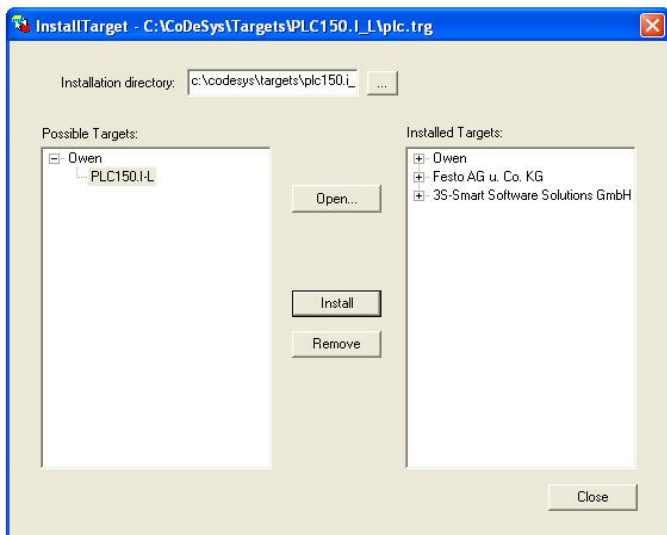 InstallTarget - C:\CoDeSys\Targets\PLC150.I_L\plc.trg
Installation directory: c:\codesys\targets\plc150.i_ ...
Possible Targets:
Owen
PLC150.I-L
Open...
Install
Remove
Installed Targets:
Owen
Festo AG u. Co. KG
3S-Smart Software Solutions GmbH
Close